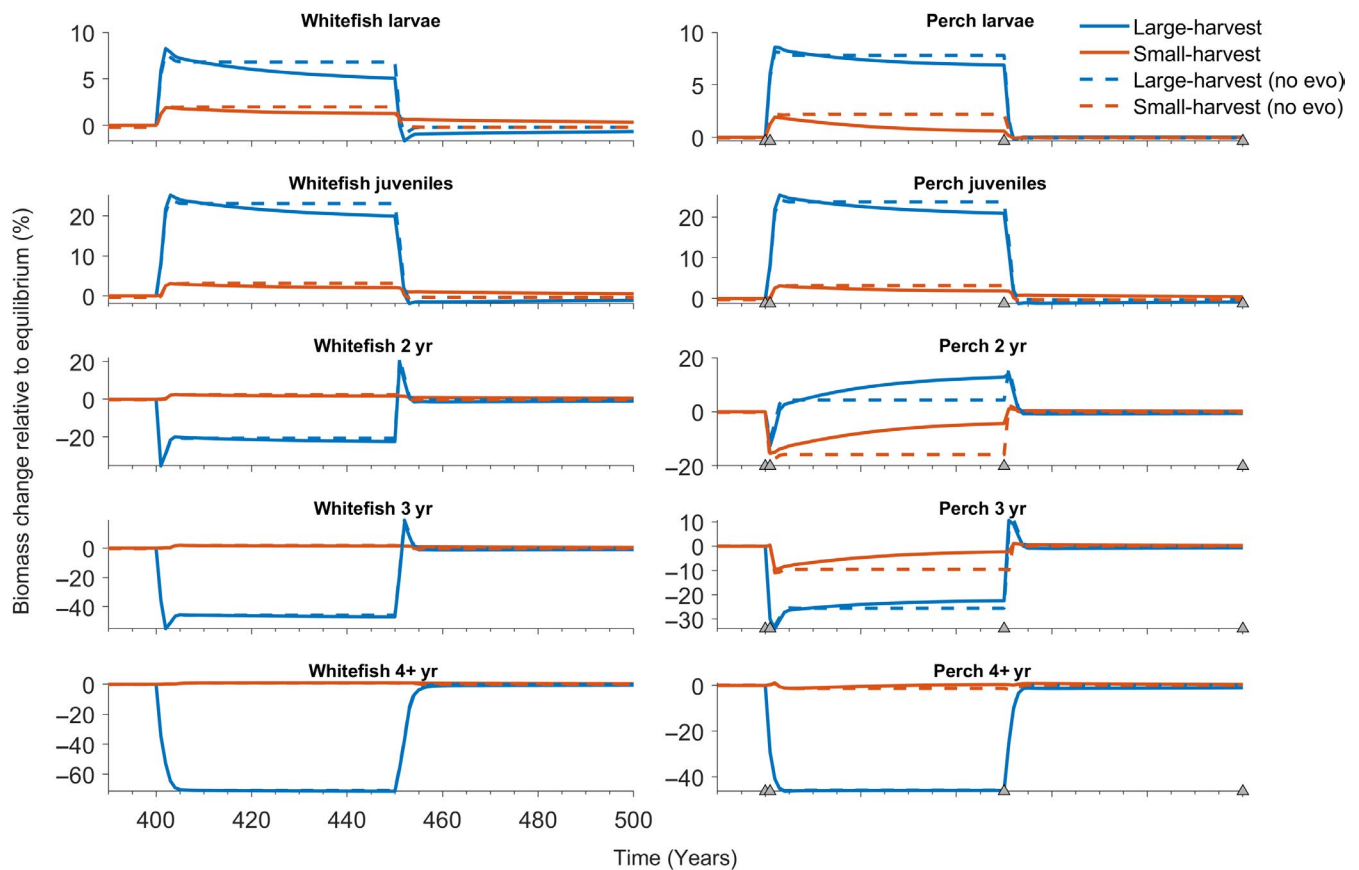 Whitefish larvae
10
5
0
Perch larvae
10
5
0
Large-harvest
Small-harvest
Large-harvest (no evo)
Small-harvest (no evo)
Whitefish juveniles
20
10
0
Perch juveniles
20
10
0
Biomass change relative to equilibrium (%)
Whitefish 2 yr
20
0
−20
Perch 2 yr
20
0
−20
Whitefish 3 yr
0
−20
−40
Perch 3 yr
10
0
−10
−20
−30
Whitefish 4+ yr
0
−20
−40
−60
Perch 4+ yr
0
−20
−40
400 420 440 460 480 500
Time (Years)